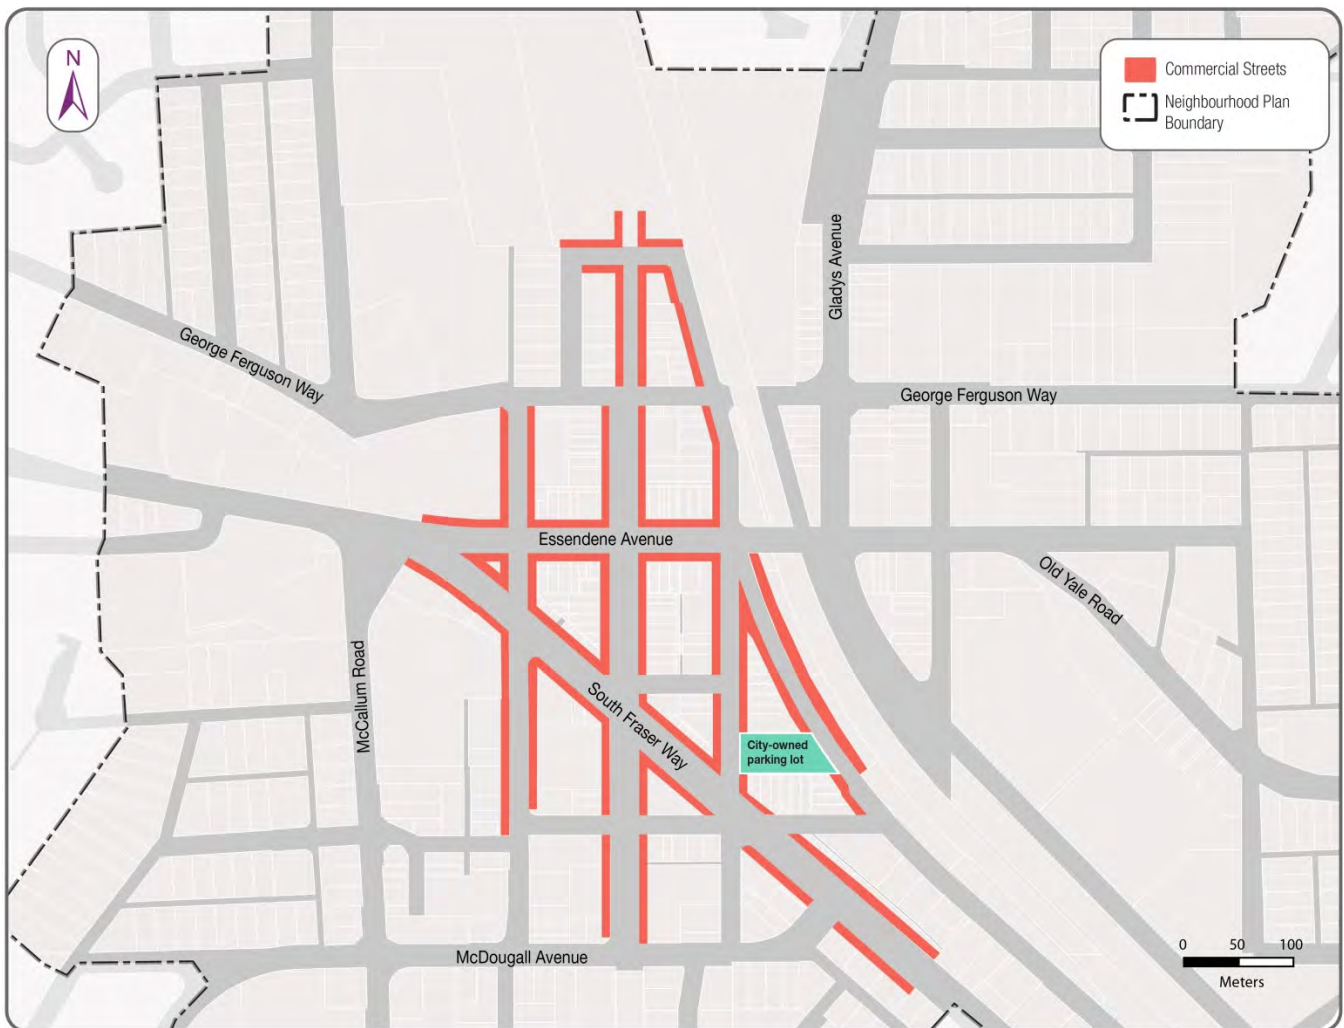 N
Commercial Streets
Neighbourhood Plan
Boundary
Gladys Avenue
George Ferguson Way
George Ferguson Way
Essendene Avenue
Old Yale Road
McCallum Road
South Fraser Way
City-owned
parking lot
McDougall Avenue
0 50 100
Meters